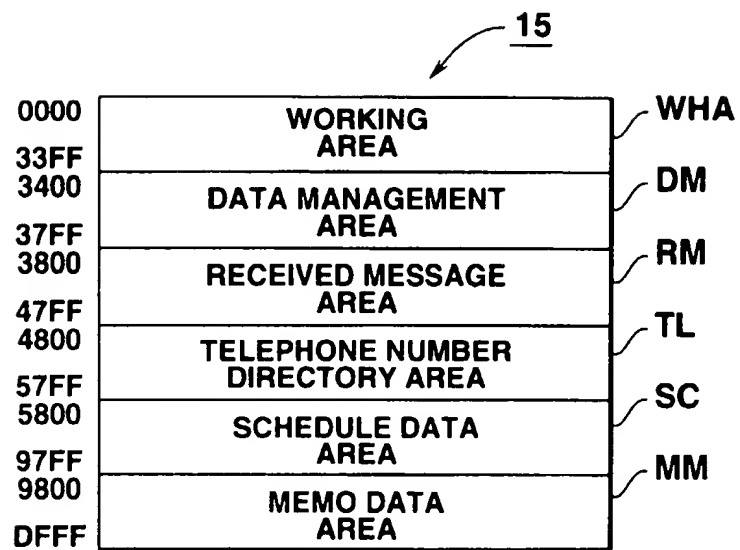 15
0000
WORKING
AREA
WHA
33FF
3400
DATA MANAGEMENT
AREA
DM
37FF
3800
RECEIVED MESSAGE
AREA
RM
47FF
4800
TELEPHONE NUMBER
DIRECTORY AREA
TL
57FF
5800
SCHEDULE DATA
AREA
SC
97FF
9800
MEMO DATA
AREA
MM
DFFF